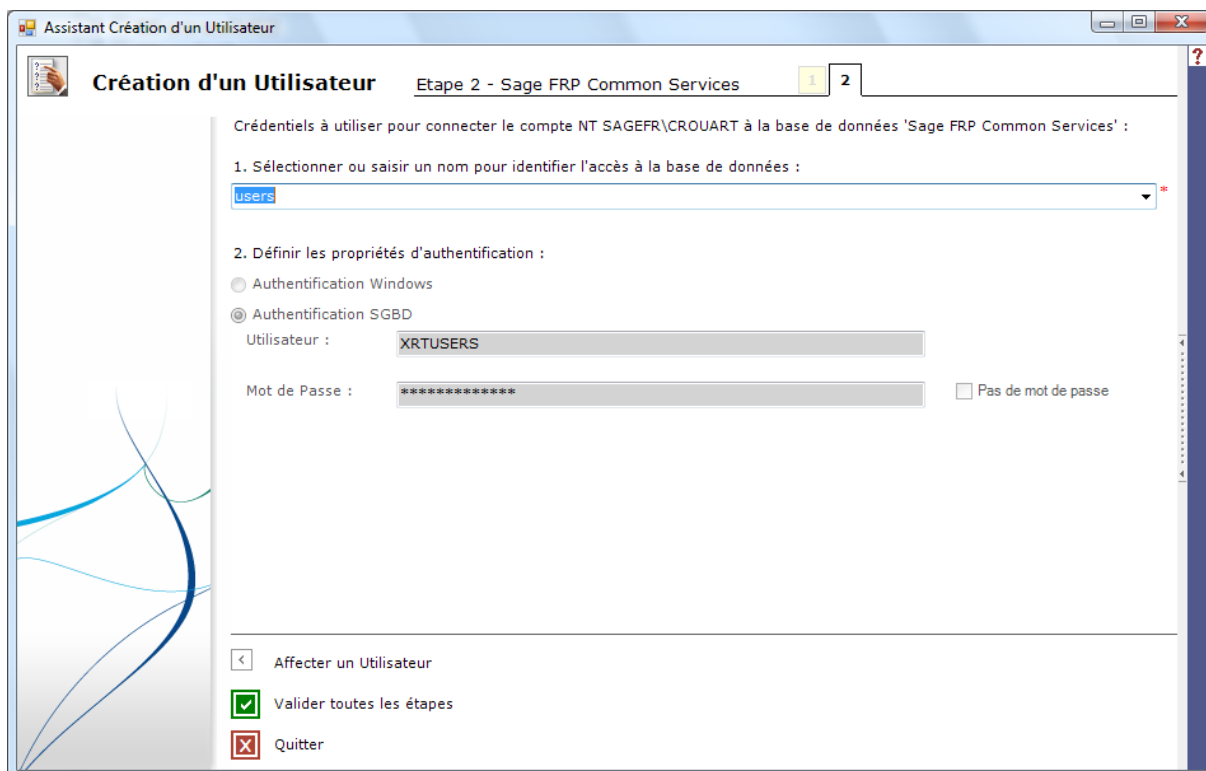 Assistant Création d'un Utilisateur
?
Création d'un Utilisateur Etape 2 - Sage FRP Common Services 1 2
Crédentiels à utiliser pour connecter le compte NT SAGEFR\CROUART à la base de données 'Sage FRP Common Services' :
1. Sélectionner ou saisir un nom pour identifier l'accès à la base de données :
users *
2. Définir les propriétés d'authentification :
Authentification Windows
Authentification SGBD
Utilisateur : XRTUSERS
Mot de Passe : ************* Pas de mot de passe
Affecter un Utilisateur
Valider toutes les étapes
Quitter